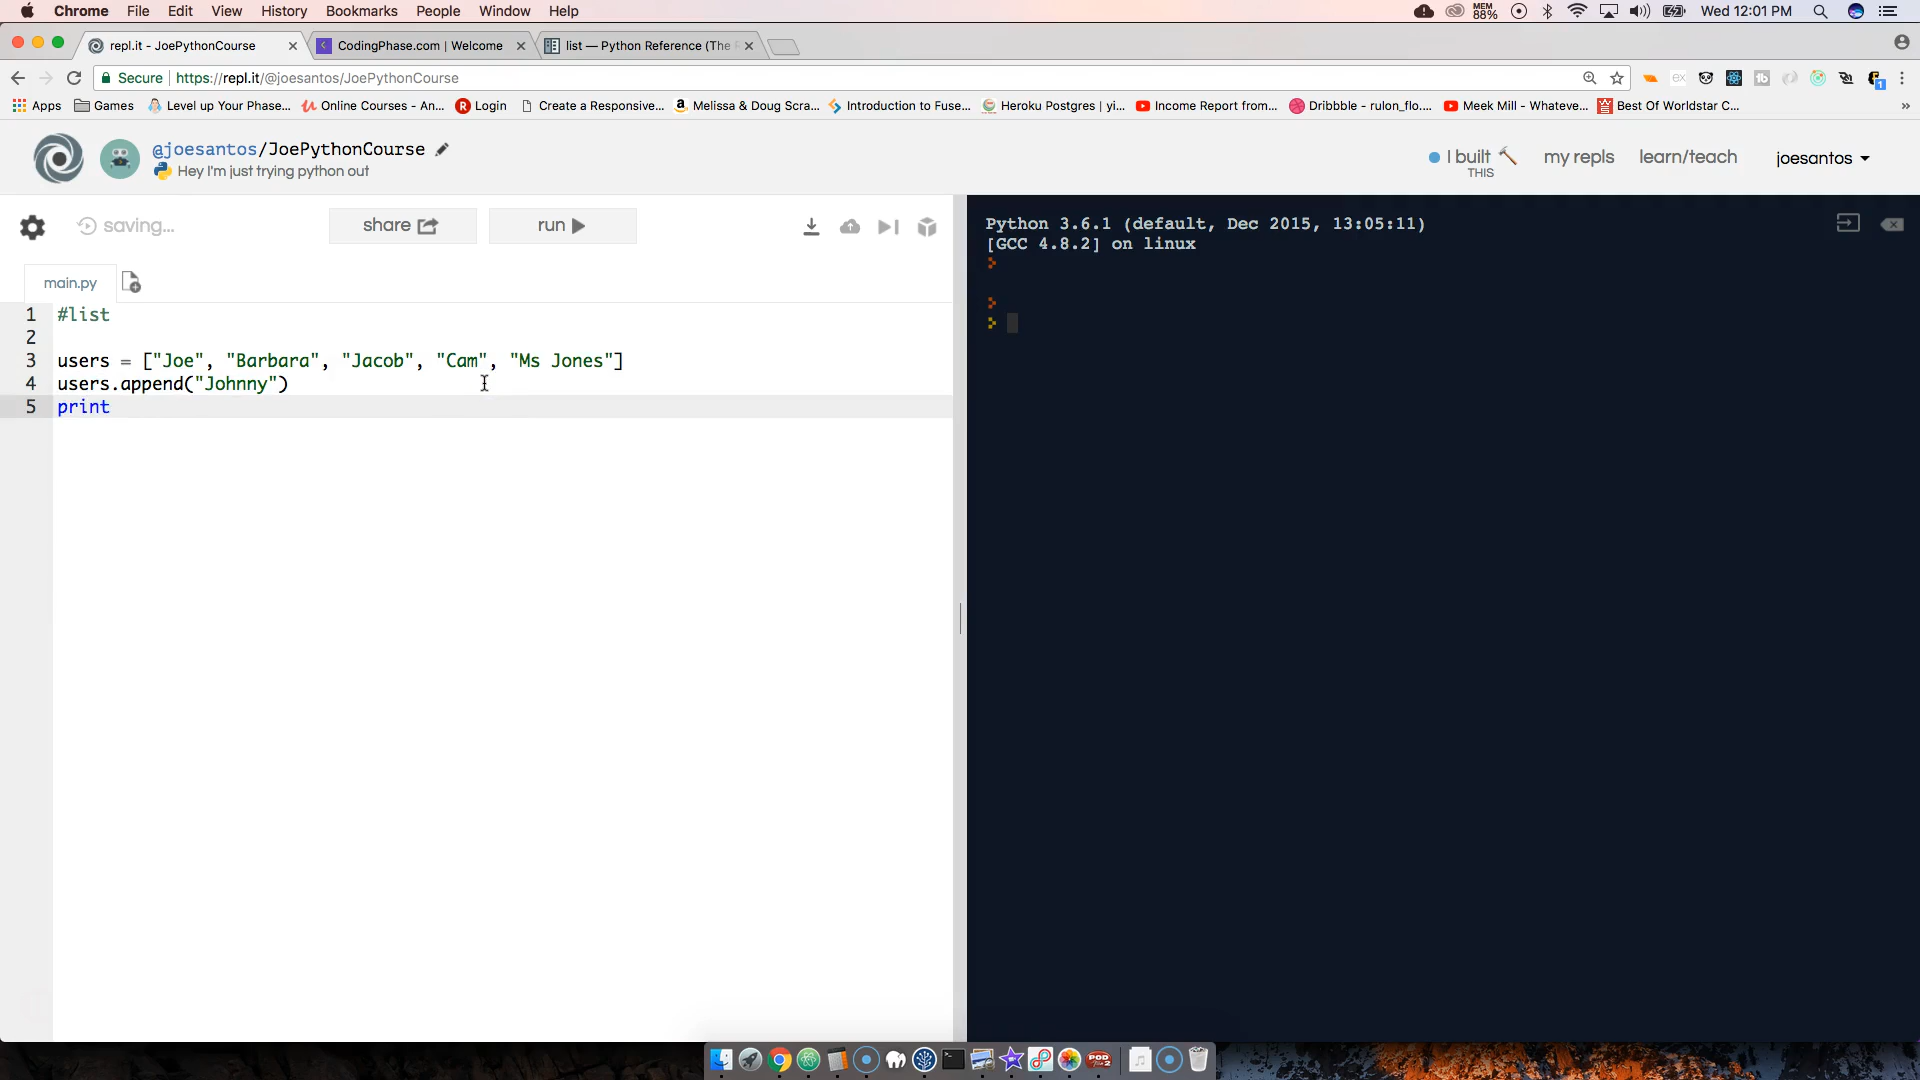 Chrome File Edit View History Bookmarks People Window Help
MEM
88%
Wed 12:01 PM
repl.it - JoePythonCourse
CodingPhase.com | Welcome
list — Python Reference (The
Secure https://repl.it/@joesantos/JoePythonCourse
Apps Games Level up Your Phase... Online Courses - An... Login Create a Responsive... Melissa & Doug Scra... Introduction to Fuse... Heroku Postgres | yi... Income Report from... Dribbble - rulon_flo.... Meek Mill - Whateve... Best Of Worldstar C... »
@joesantos/JoePythonCourse
Hey I'm just trying python out
I built
THIS
my repls learn/teach joesantos
saving... share run
main.py
1 #list
2
3 users = ["Joe", "Barbara", "Jacob", "Cam", "Ms Jones"]
4 users.append("Johnny")
5 print
Python 3.6.1 (default, Dec 2015, 13:05:11)
[GCC 4.8.2] on linux